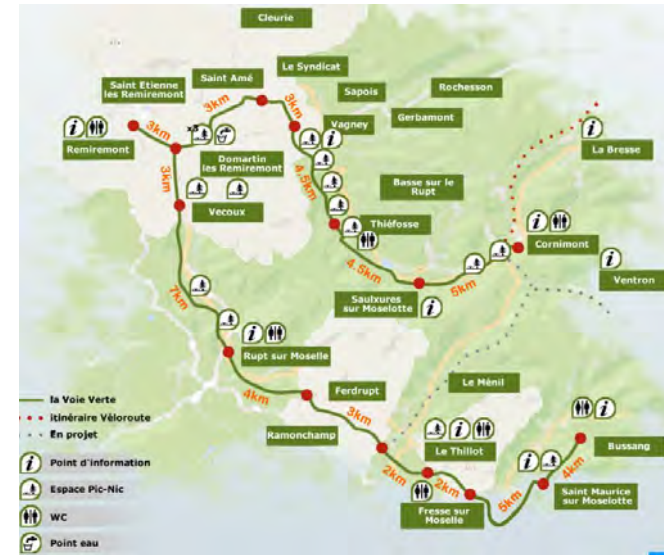 Cleurie
Le Syndicat
Saint Amé
Saint Etienne
les Remiremont
Sapois
Rochesson
Gerbamont
3km
3km
Vagney
x3
3km
Remiremont
La Bresse
Domartin
les Remiremont
4.5km
Basse sur le
Rupt
3km
Vecoux
Thiéfosse
Cornimont
4.5km
5km
Ventron
7km
Saulxures
sur Moselotte
Rupt sur Moselle
4km
Ferdrupt
Le Ménil
3km
la Voie Verte
itinéraire Véloroute
En projet
Ramonchamp
Le Thillot
Bussang
2km
2km
4km
5km
Point d'information
Espace Pic-Nic
WC
Point eau
Fresse sur
Moselle
Saint Maurice
sur Moselotte